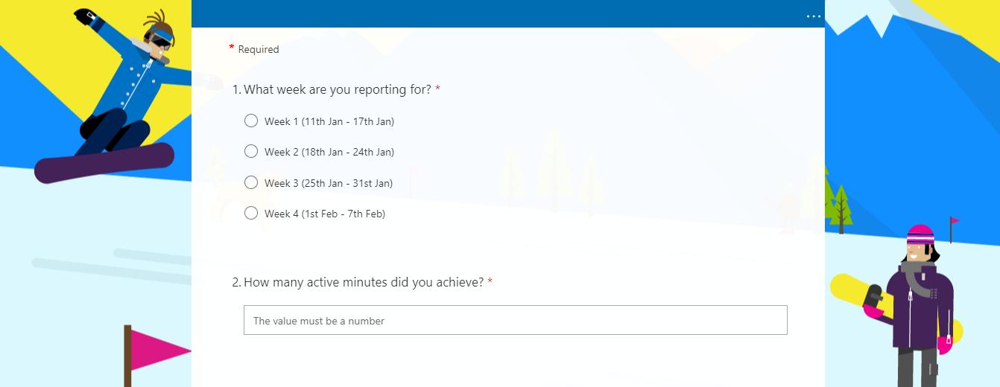 * Required
1. What week are you reporting for? *
Week 1 (11th Jan - 17th Jan)
Week 2 (18th Jan - 24th Jan)
Week 3 (25th Jan - 31st Jan)
Week 4 (1st Feb - 7th Feb)
2. How many active minutes did you achieve? *
The value must be a number